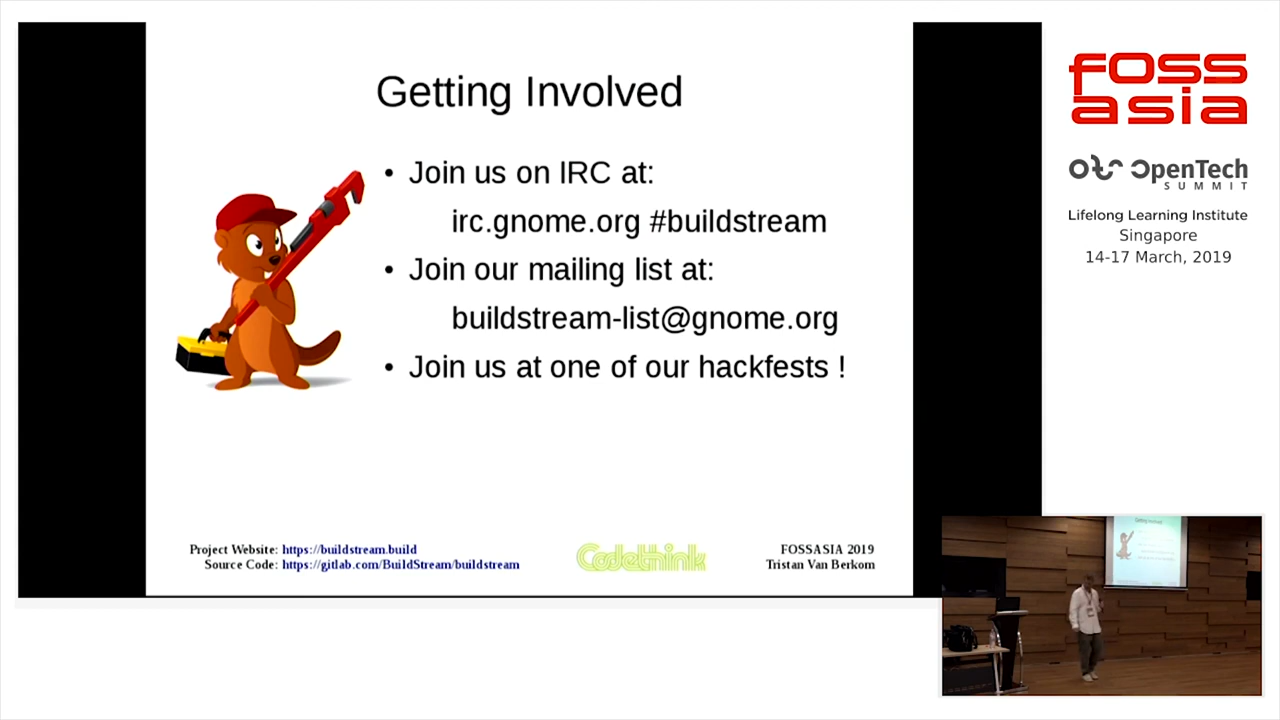 Getting Involved
• Join us on IRC at:
irc.gnome.org #buildstream
• Join our mailing list at:
buildstream-list@gnome.org
• Join us at one of our hackfests !
Project Website: https://buildstream.build
Source Code: https://gitlab.com/BuildStream/buildstream
Codethink
FOSSASIA 2019
Tristan Van Berkom
FOSS
ASIA
OpenTech
SUMMIT
Lifelong Learning Institute
Singapore
14-17 March, 2019
Getting Involved